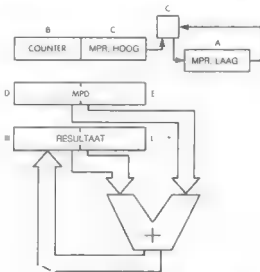 C
B C
COUNTER MPR. HOOG
A
MPR. LAAG
D MPD E
H RESULTAAT L
+